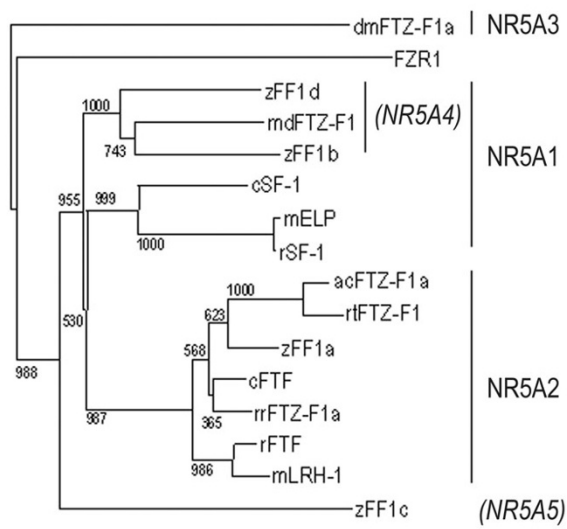 dmFTZ-F1a
NR5A3
FZR1
zFF1d
1000
(NR5A4)
mdFTZ-F1
743
zFF1b
NR5A1
cSF-1
955
999
mELP
1000
rSF-1
acFTZ-F1a
1000
rtFTZ-F1
623
530
zFF1a
568
988
cFTF
NR5A2
987
rrFTZ-F1a
365
rFTF
986
mLRH-1
zFF1c
(NR5A5)